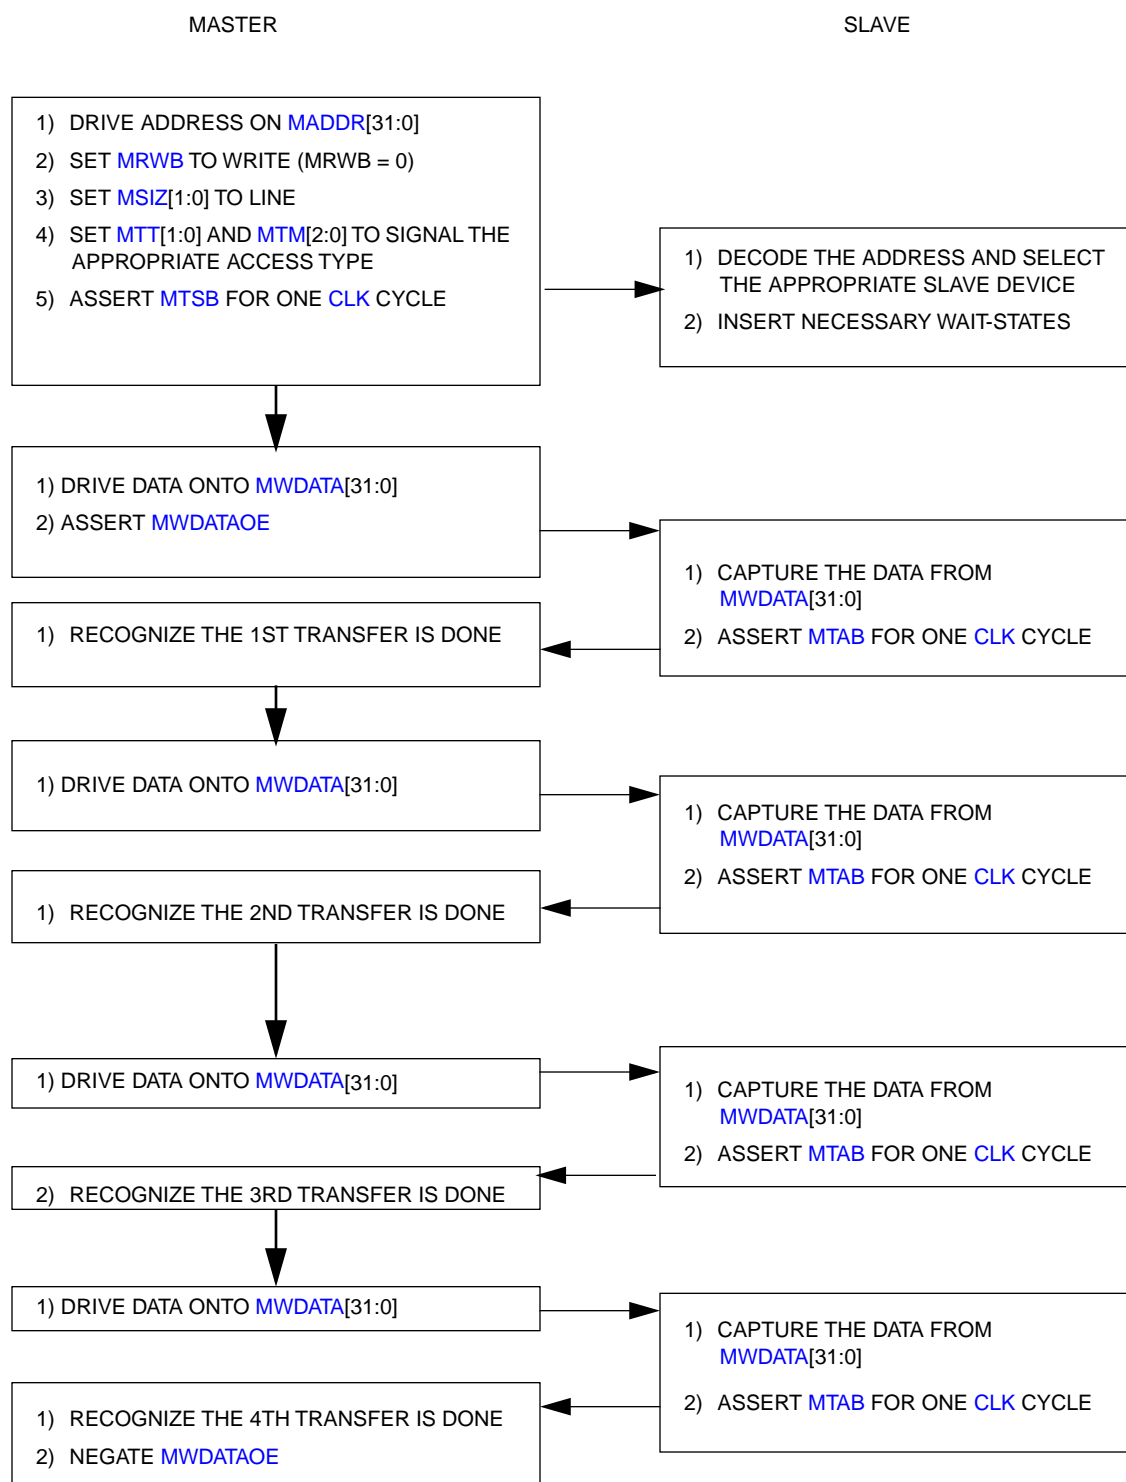 MASTER
SLAVE
1) DRIVE ADDRESS ON MADDR[31:0]
2) SET MRWB TO WRITE (MRWB = 0)
3) SET MSIZ[1:0] TO LINE
4) SET MTT[1:0] AND MTM[2:0] TO SIGNAL THE
APPROPRIATE ACCESS TYPE
5) ASSERT MTSB FOR ONE CLK CYCLE
1) DECODE THE ADDRESS AND SELECT
THE APPROPRIATE SLAVE DEVICE
2) INSERT NECESSARY WAIT-STATES
1) DRIVE DATA ONTO MWDATA[31:0]
2) ASSERT MWDATAOE
1) CAPTURE THE DATA FROM
MWDATA[31:0]
2) ASSERT MTAB FOR ONE CLK CYCLE
1) RECOGNIZE THE 1ST TRANSFER IS DONE
1) DRIVE DATA ONTO MWDATA[31:0]
1) CAPTURE THE DATA FROM
MWDATA[31:0]
2) ASSERT MTAB FOR ONE CLK CYCLE
1) RECOGNIZE THE 2ND TRANSFER IS DONE
1) DRIVE DATA ONTO MWDATA[31:0]
1) CAPTURE THE DATA FROM
MWDATA[31:0]
2) ASSERT MTAB FOR ONE CLK CYCLE
2) RECOGNIZE THE 3RD TRANSFER IS DONE
1) DRIVE DATA ONTO MWDATA[31:0]
1) CAPTURE THE DATA FROM
MWDATA[31:0]
2) ASSERT MTAB FOR ONE CLK CYCLE
1) RECOGNIZE THE 4TH TRANSFER IS DONE
2) NEGATE MWDATAOE